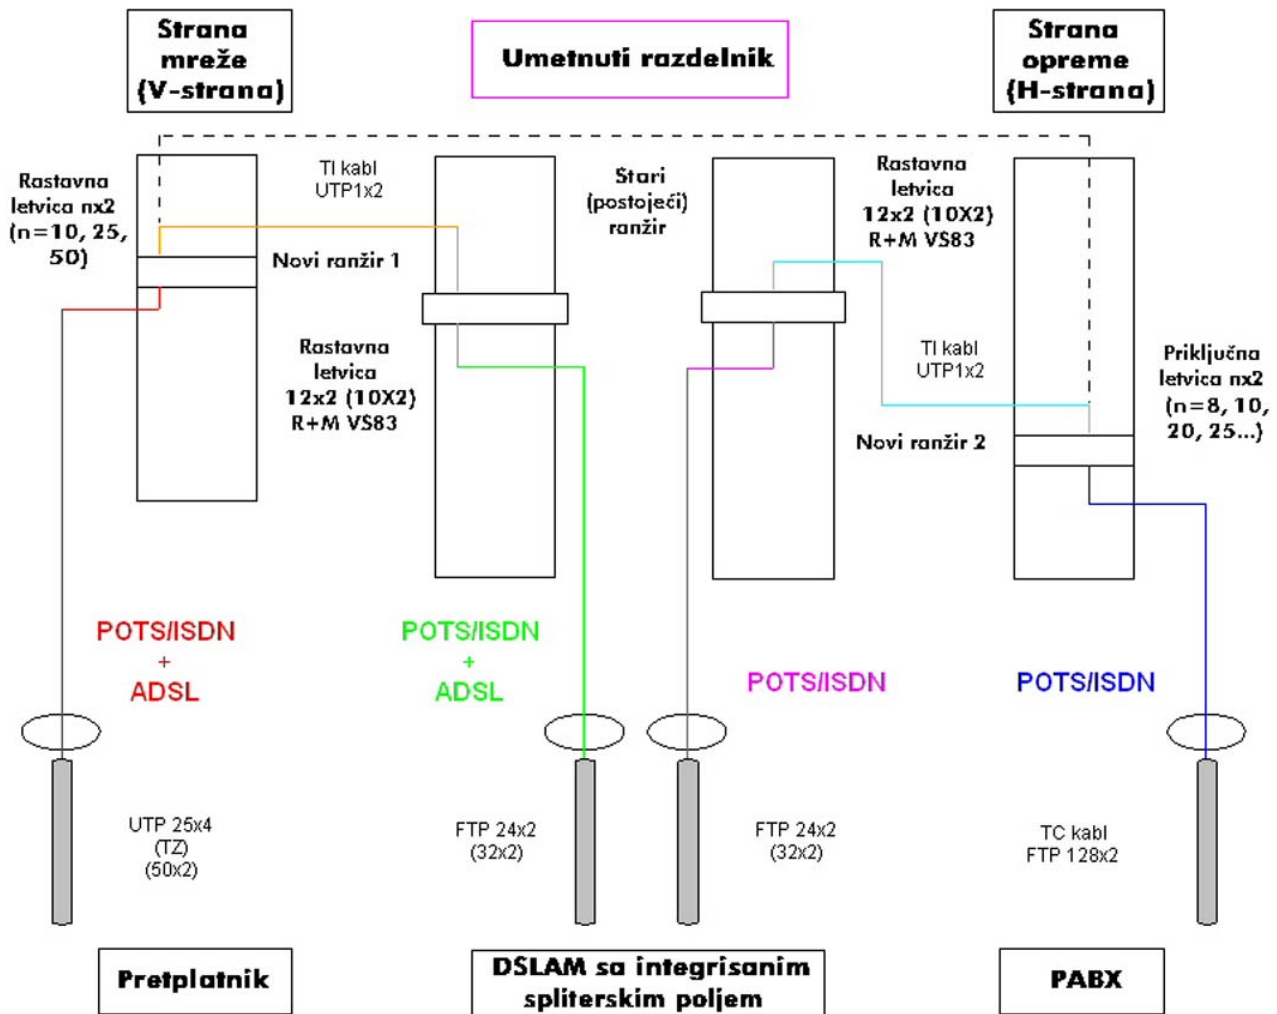 Strana
mreže
(V-strana)
Umetnuti razdelnik
Strana
opreme
(H-strana)
Rastavna
letvica nx2
(n=10, 25,
50)
TI kabl
UTP1x2
Novi ranžir 1
Rastavna
letvica
12x2 (10X2)
R+M VS83
Stari
(postojeći)
ranžir
Rastavna
letvica
12x2 (10X2)
R+M VS83
TI kabl
UTP1x2
Novi ranžir 2
Priključna
letvica nx2
(n=8, 10,
20, 25...)
POTS/ISDN
+
ADSL
POTS/ISDN
+
ADSL
POTS/ISDN
POTS/ISDN
UTP 25x4
(TZ)
(50x2)
FTP 24x2
(32x2)
FTP 24x2
(32x2)
TC kabl
FTP 128x2
Pretplatnik
DSLAM sa integrisanim
spliterskim poljem
PABX